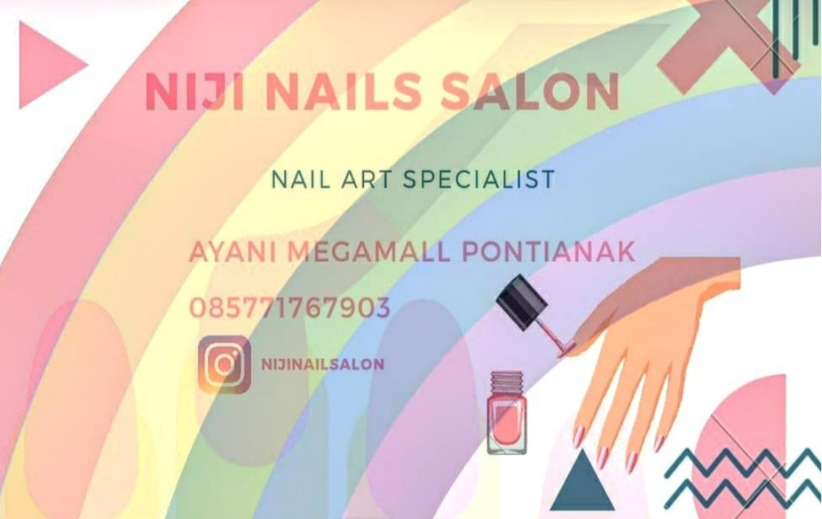 NIJI NAILS SALON
NAIL ART SPECIALIST
AYANI MEGAMALL PONTIANAK
085771767903
NIJINAILSALON